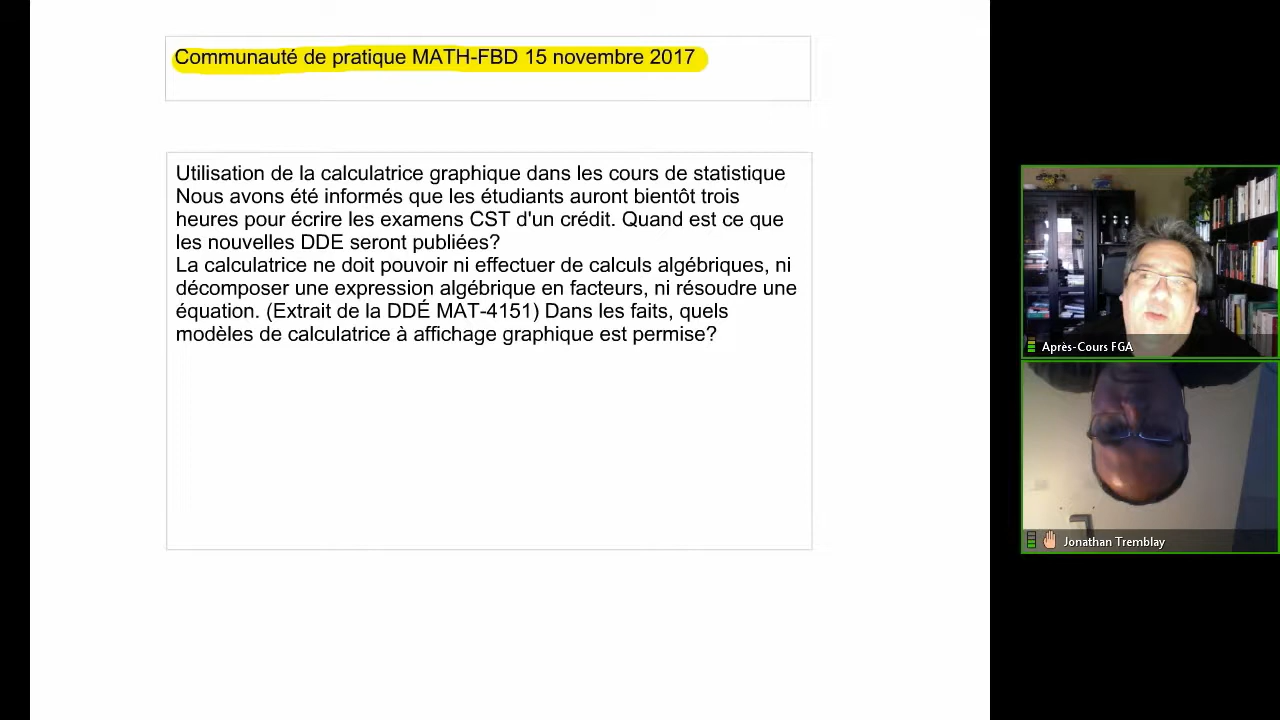 Communauté de pratique MATH-FBD 15 novembre 2017
Utilisation de la calculatrice graphique dans les cours de statistique
Nous avons été informés que les étudiants auront bientôt trois
heures pour écrire les examens CST d'un crédit. Quand est ce que
les nouvelles DDE seront publiées?
La calculatrice ne doit pouvoir ni effectuer de calculs algébriques, ni
décomposer une expression algébrique en facteurs, ni résoudre une
équation. (Extrait de la DDÉ MAT-4151) Dans les faits, quels
modèles de calculatrice à affichage graphique est permise?
Après-Cours FGA
Jonathan Tremblay